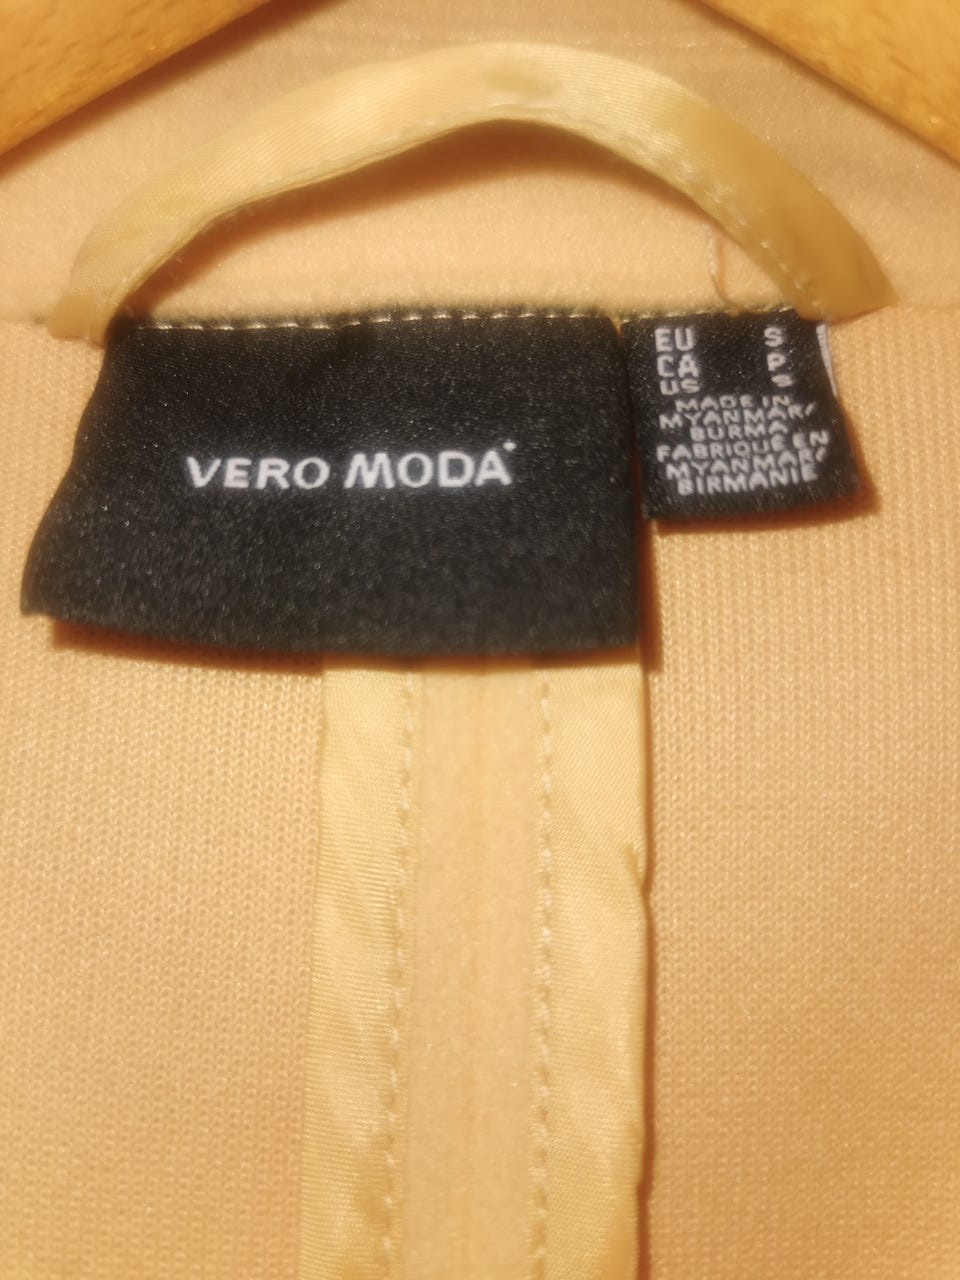 VERO MODA
EU S
CA P
US S
MADE IN
MYANMAR/
BURMA
FABRIQUÉ EN
MYANMAR/
BIRMANIE